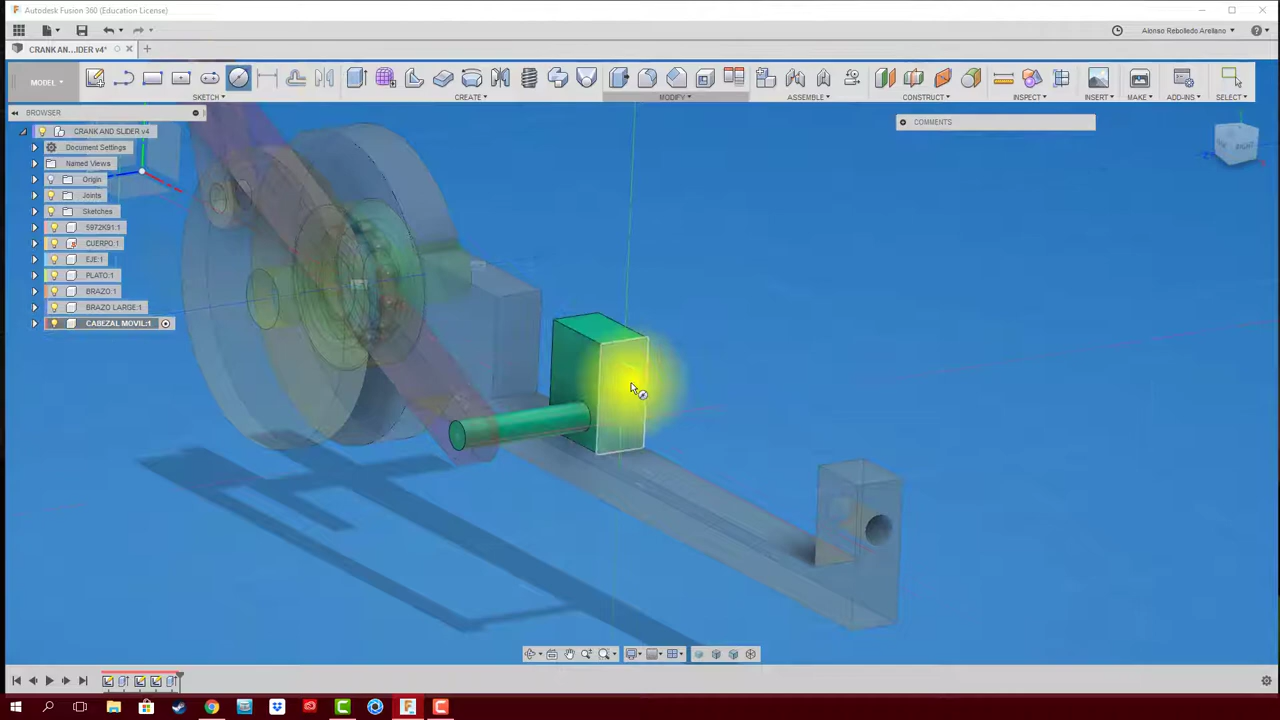 Autodesk Fusion 360 (Education License)
Alonso Rebolledo Arellano
CRANK AN...IDER v4*
MODEL
SKETCH
CREATE
MODIFY
ASSEMBLE
CONSTRUCT
INSPECT
INSERT
MAKE
ADD-INS
SELECT
BROWSER
COMMENTS
CRANK AND SLIDER v4
Document Settings
Named Views
Origin
Joints
Sketches
5972K91:1
CUERPO:1
EJE:1
PLATO:1
BRAZO:1
BRAZO LARGE:1
CABEZAL MOVIL:1
RIGHT